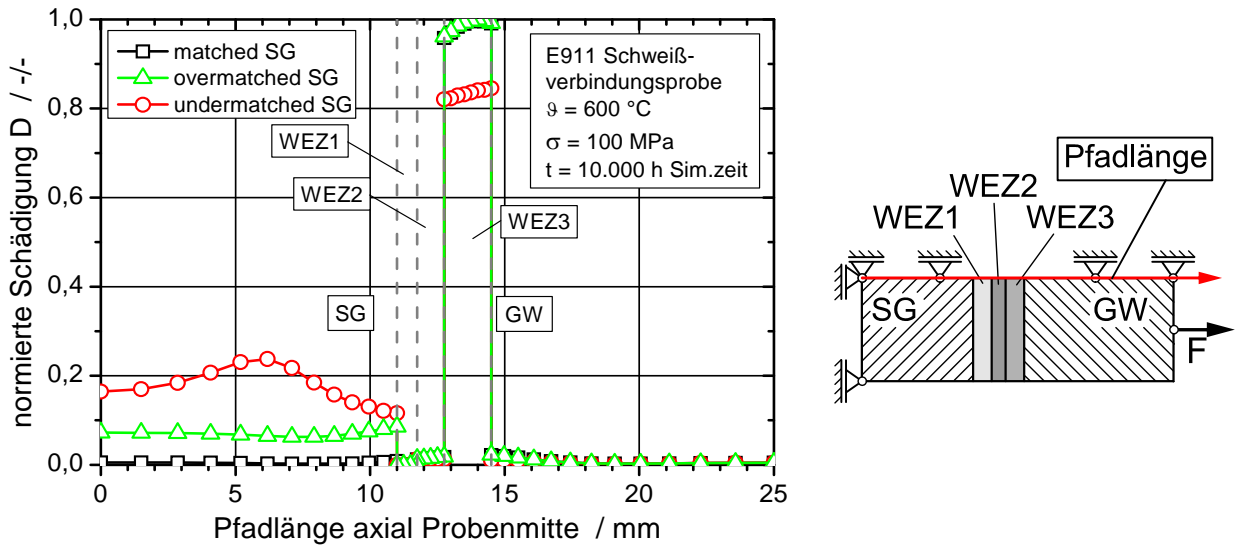 normierte Schädigung D / -/-
1,0
0,8
0,6
0,4
0,2
0,0
0
5
10
15
20
25
Pfadlänge axial Probenmitte / mm
matched SG
overmatched SG
undermatched SG
WEZ1
WEZ2
WEZ3
SG
GW
E911 Schweiß-
verbindungsprobe
ϑ = 600 °C
σ = 100 MPa
t = 10.000 h Sim.zeit
Pfadlänge
WEZ2
WEZ1
WEZ3
SG
GW
F